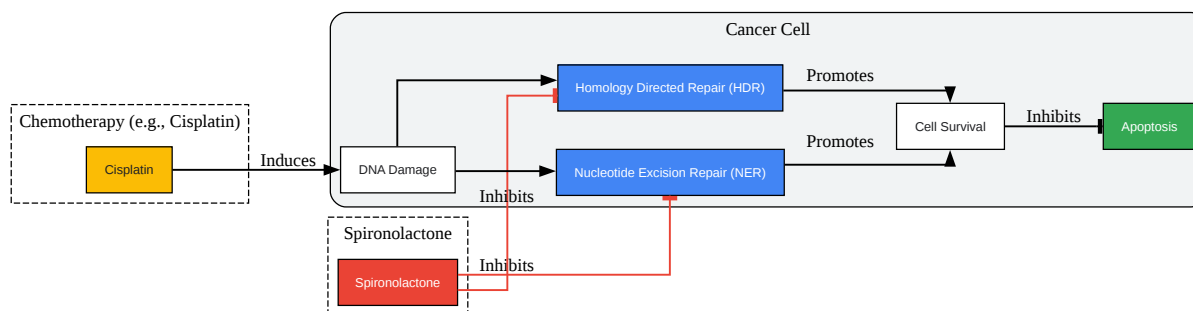 Cancer Cell
Homology Directed Repair (HDR)
Promotes
Chemotherapy (e.g., Cisplatin)
Cell Survival
Inhibits
Apoptosis
Cisplatin
Induces
DNA Damage
Nucleotide Excision Repair (NER)
Promotes
Inhibits
Spironolactone
Spironolactone
Inhibits